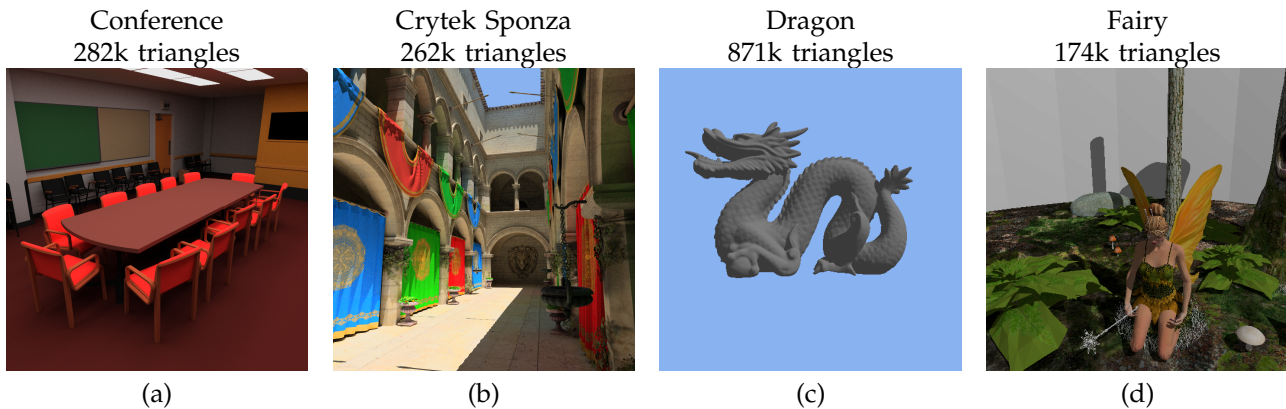 Conference
282k triangles
Crytek Sponza
262k triangles
Dragon
871k triangles
Fairy
174k triangles
(a)
(b)
(c)
(d)